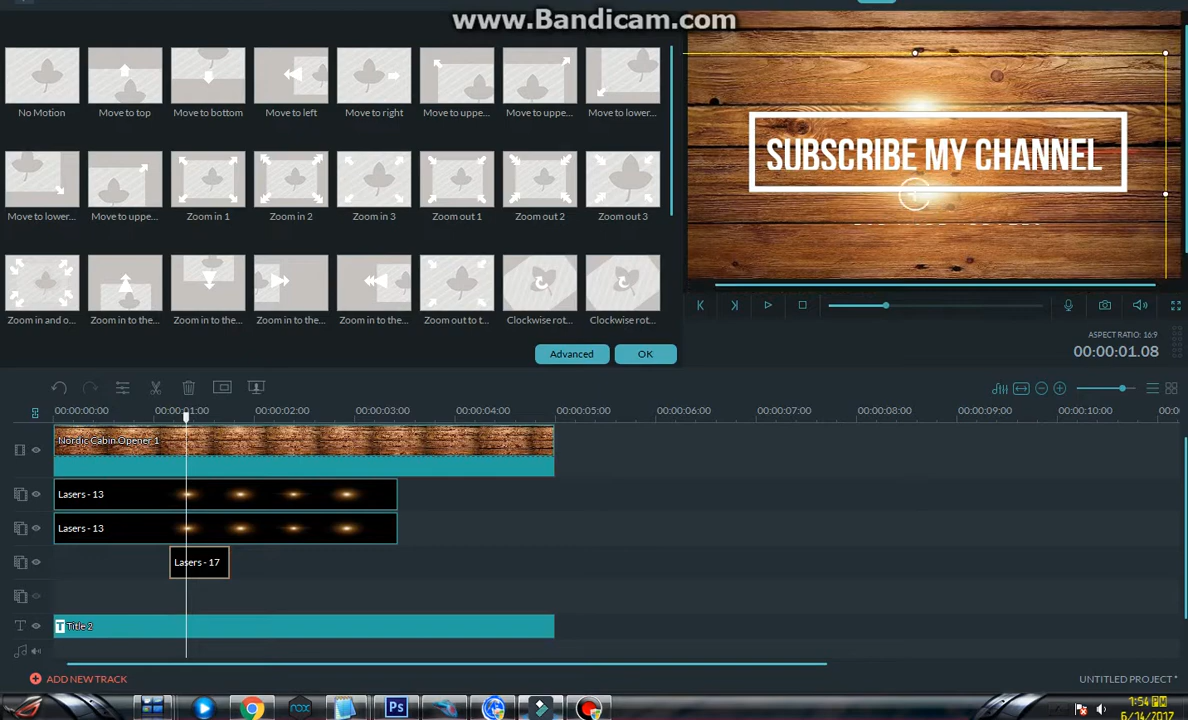 www.Bandicam.com
No Motion
Move to top
Move to bottom
Move to left
Move to right
Move to uppe...
Move to uppe...
Move to lower...
Move to lower...
Move to uppe...
Zoom in 1
Zoom in 2
Zoom in 3
Zoom out 1
Zoom out 2
Zoom out 3
Zoom in and o...
Zoom in to the...
Zoom in to the...
Zoom in to the...
Zoom in to the...
Zoom out to t...
Clockwise rot...
Clockwise rot...
Advanced
OK
SUBSCRIBE MY CHANNEL
ASPECT RATIO: 16:9
00:00:01.08
00:00:00:00
00:00:01:00
00:00:02:00
00:00:03:00
00:00:04:00
00:00:05:00
00:00:06:00
00:00:07:00
00:00:08:00
00:00:09:00
00:00:10:00
00:0
Nordic Cabin Opener 1
Lasers - 13
Lasers - 13
Lasers - 17
T Title 2
ADD NEW TRACK
UNTITLED PROJECT *
nox
Ps
1:54 PM
6/14/2017